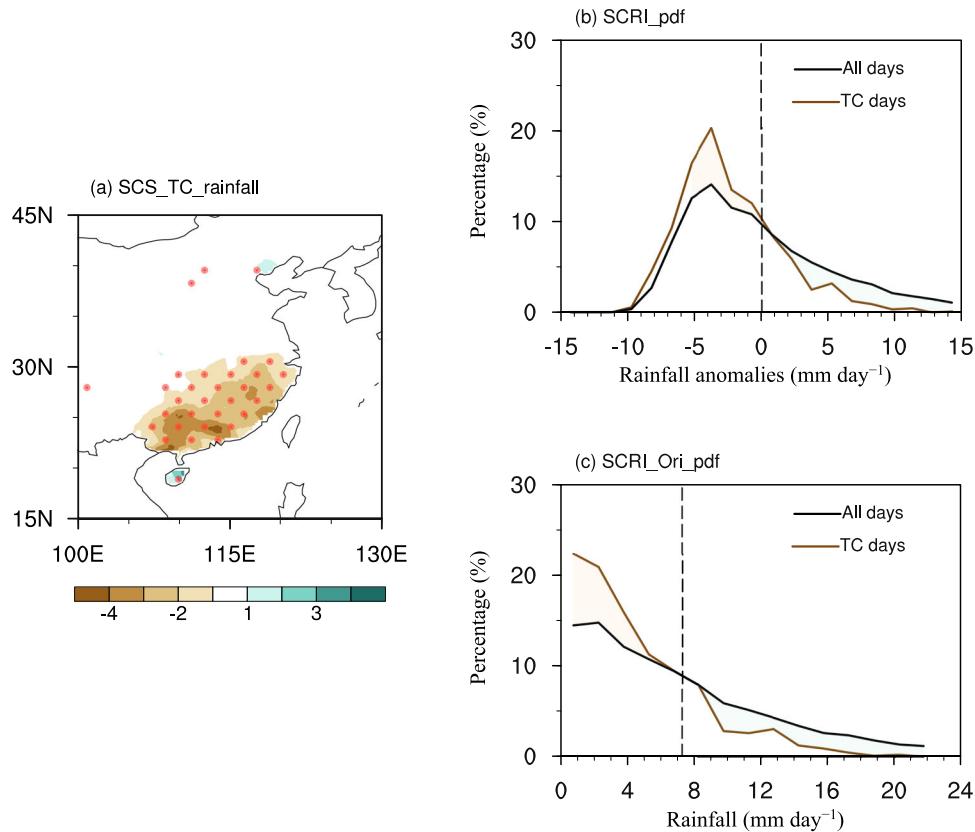 (a) SCS_TC_rainfall
45N
30N
15N
100E 115E 130E
-4 -2 1 3
(b) SCRI_pdf
30
20
10
0
Percentage (%)
All days
TC days
-15 -10 -5 0 5 10 15
Rainfall anomalies (mm day⁻¹)
(c) SCRI_Ori_pdf
30
20
10
0
Percentage (%)
All days
TC days
0 4 8 12 16 20 24
Rainfall (mm day⁻¹)